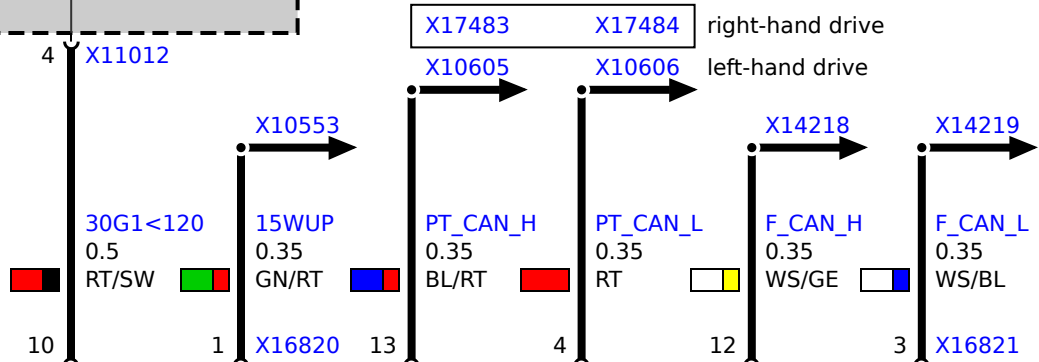 X17483 X17484 right-hand drive
4 X11012
X10605 X10606 left-hand drive
X10553 X14218 X14219
30G1<120 15WUP PT_CAN_H PT_CAN_L F_CAN_H F_CAN_L
0.5 0.35 0.35 0.35 0.35 0.35
RT/SW GN/RT BL/RT RT WS/GE WS/BL
10 1 X16820 13 4 12 3 X16821